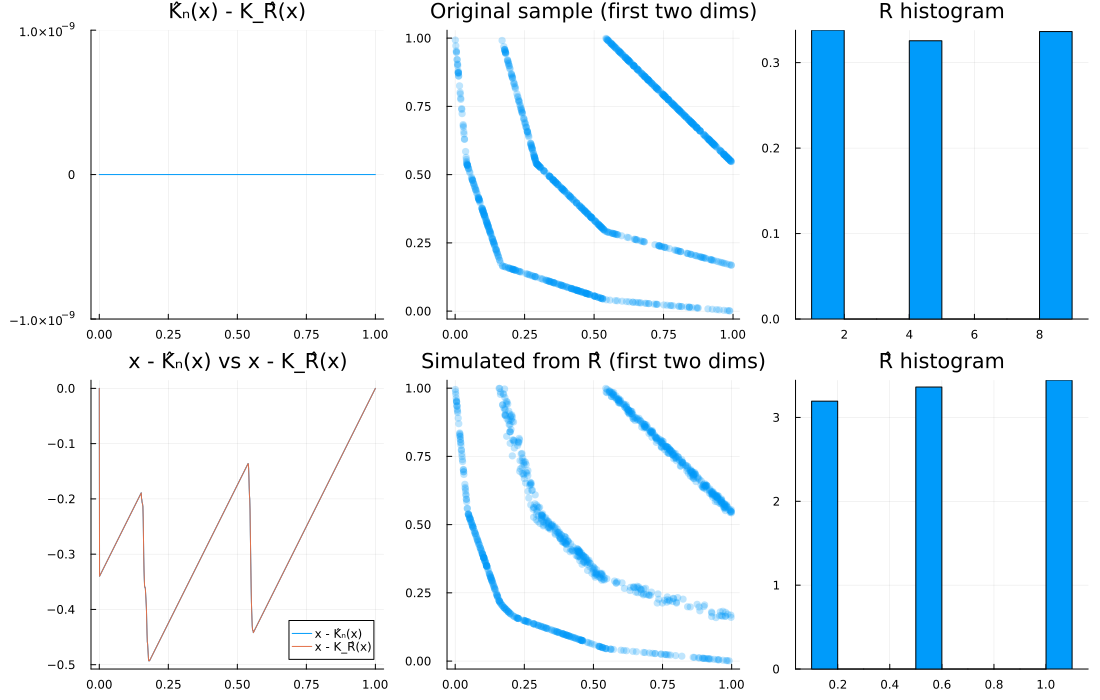 K̂ₙ(x) - K_R̂(x)
1.0×10⁻⁹
0
−1.0×10⁻⁹
0.00 0.25 0.50 0.75 1.00
Original sample (first two dims)
1.00
0.75
0.50
0.25
0.00
0.00 0.25 0.50 0.75 1.00
R histogram
0.3
0.2
0.1
0.0
2 4 6 8
x - K̂ₙ(x) vs x - K_R̂(x)
0.0
−0.1
−0.2
−0.3
−0.4
−0.5
0.00 0.25 0.50 0.75 1.00
x - K̂ₙ(x)
x - K_R̂(x)
Simulated from R̂ (first two dims)
1.00
0.75
0.50
0.25
0.00
0.00 0.25 0.50 0.75 1.00
R̂ histogram
3
2
1
0
0.2 0.4 0.6 0.8 1.0